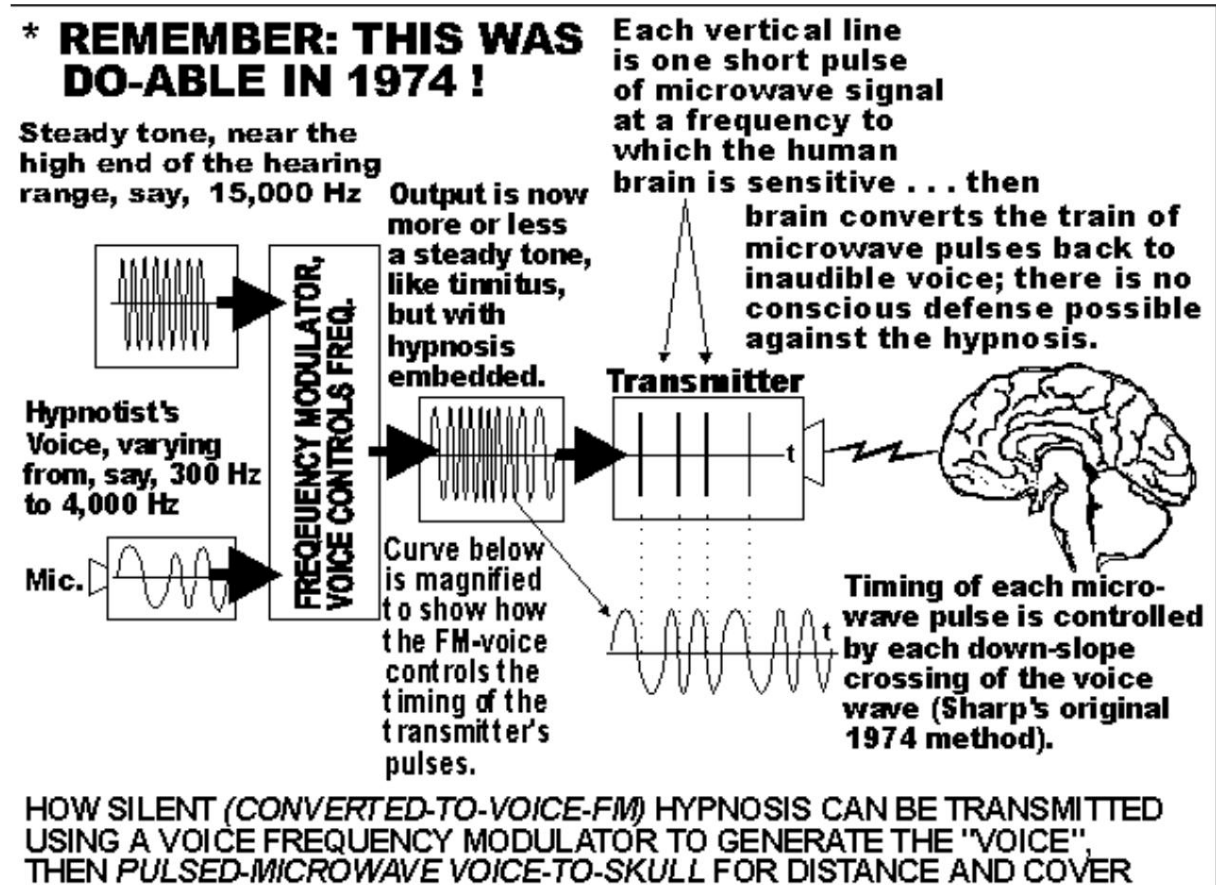 * REMEMBER: THIS WAS
DO-ABLE IN 1974 !
Steady tone, near the
high end of the hearing
range, say, 15,000 Hz
Each vertical line
is one short pulse
of microwave signal
at a frequency to
which the human
brain is sensitive . . . then
brain converts the train of
microwave pulses back to
inaudible voice; there is no
conscious defense possible
against the hypnosis.
Output is now
more or less
a steady tone,
like tinnitus,
but with
hypnosis
embedded.
FREQEUENCY MODULATOR,
VOICE CONTROLS FREQ.
Transmitter
t
Hypnotist's
Voice, varying
from, say, 300 Hz
to 4,000 Hz
Mic.
Curve below
is magnified
to show how
the FM-voice
controls the
timing of the
transmitter's
pulses.
t
Timing of each micro-
wave pulse is controlled
by each down-slope
crossing of the voice
wave (Sharp's original
1974 method).
HOW SILENT (CONVERTED-TO-VOICE-FM) HYPNOSIS CAN BE TRANSMITTED
USING A VOICE FREQUENCY MODULATOR TO GENERATE THE "VOICE",
THEN PULSED-MICROWAVE VOICE-TO-SKULL FOR DISTANCE AND COVER